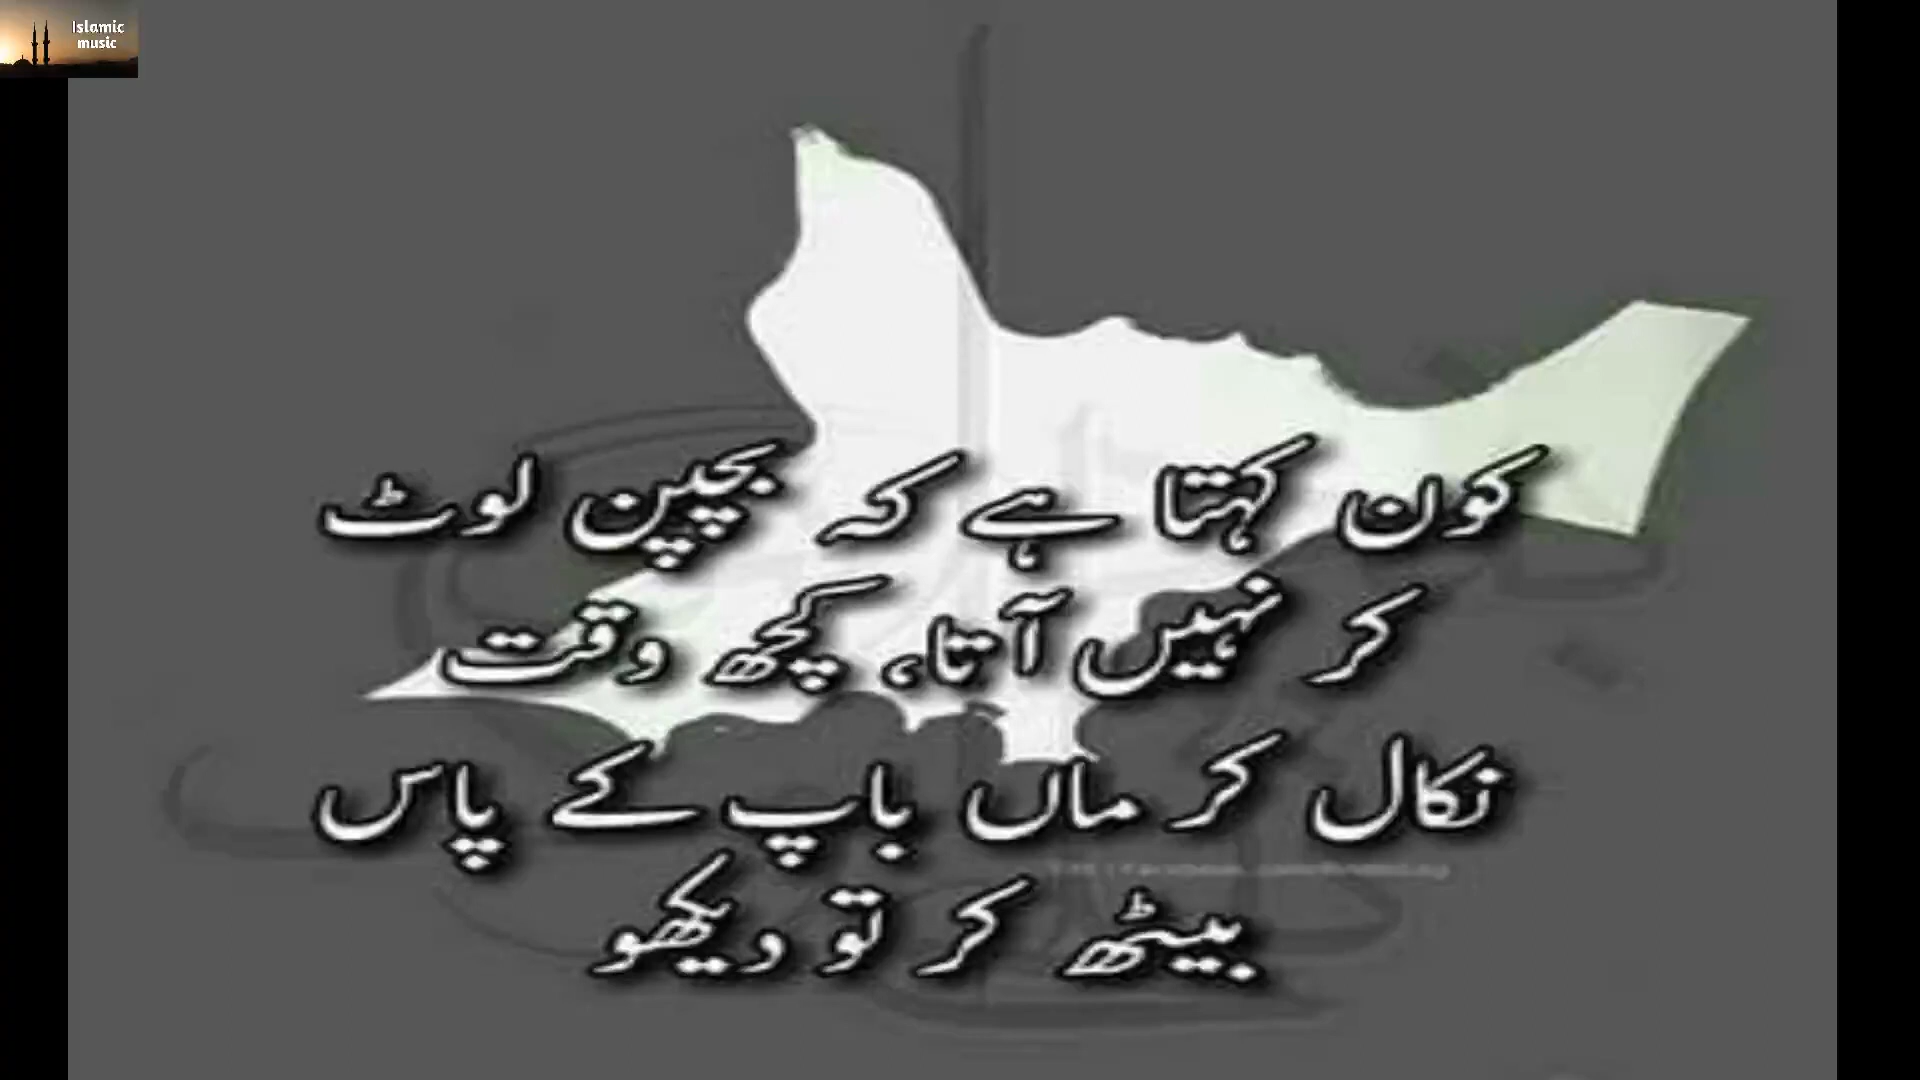 Islamic
music
کون کہتا ہے کہ بچپن لوٹ
کر نہیں آتا، کچھ وقت
نکال کر ماں باپ کے پاس
بیٹھ کر تو دیکھو